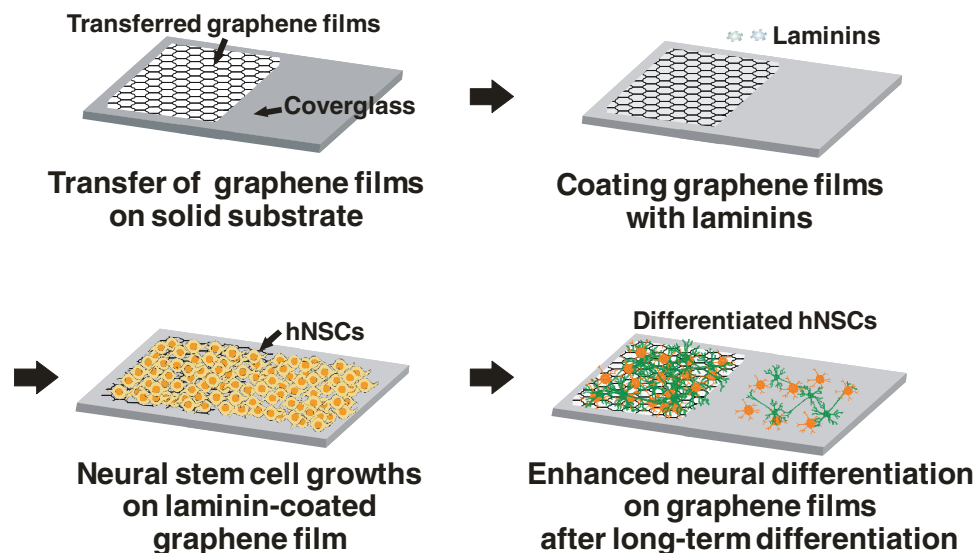 Transferred graphene films
Coverglass
Transfer of graphene films
on solid substrate
Laminins
Coating graphene films
with laminins
hNSCs
Neural stem cell growths
on laminin-coated
graphene film
Differentiated hNSCs
Enhanced neural differentiation
on graphene films
after long-term differentiation